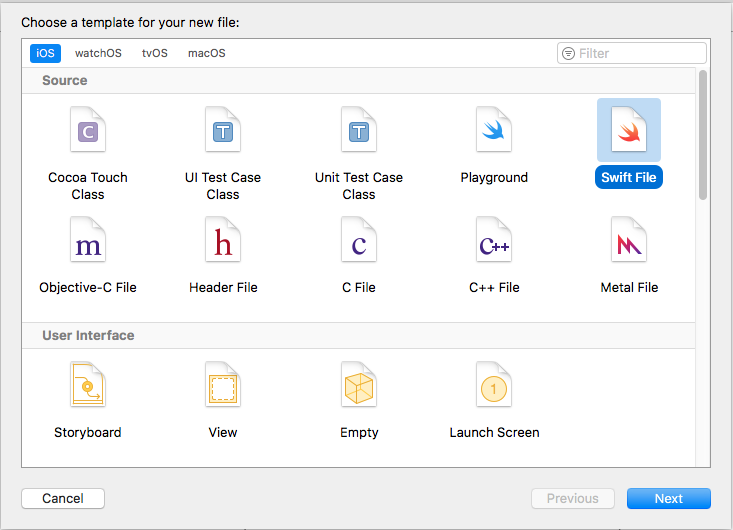 Choose a template for your new file:
iOS watchOS tvOS macOS Filter
Source
C T T
Cocoa Touch Class
UI Test Case Class
Unit Test Case Class
Playground
Swift File
m h c C++
Objective-C File
Header File
C File
C++ File
Metal File
User Interface
1
Storyboard
View
Empty
Launch Screen
Cancel Previous Next